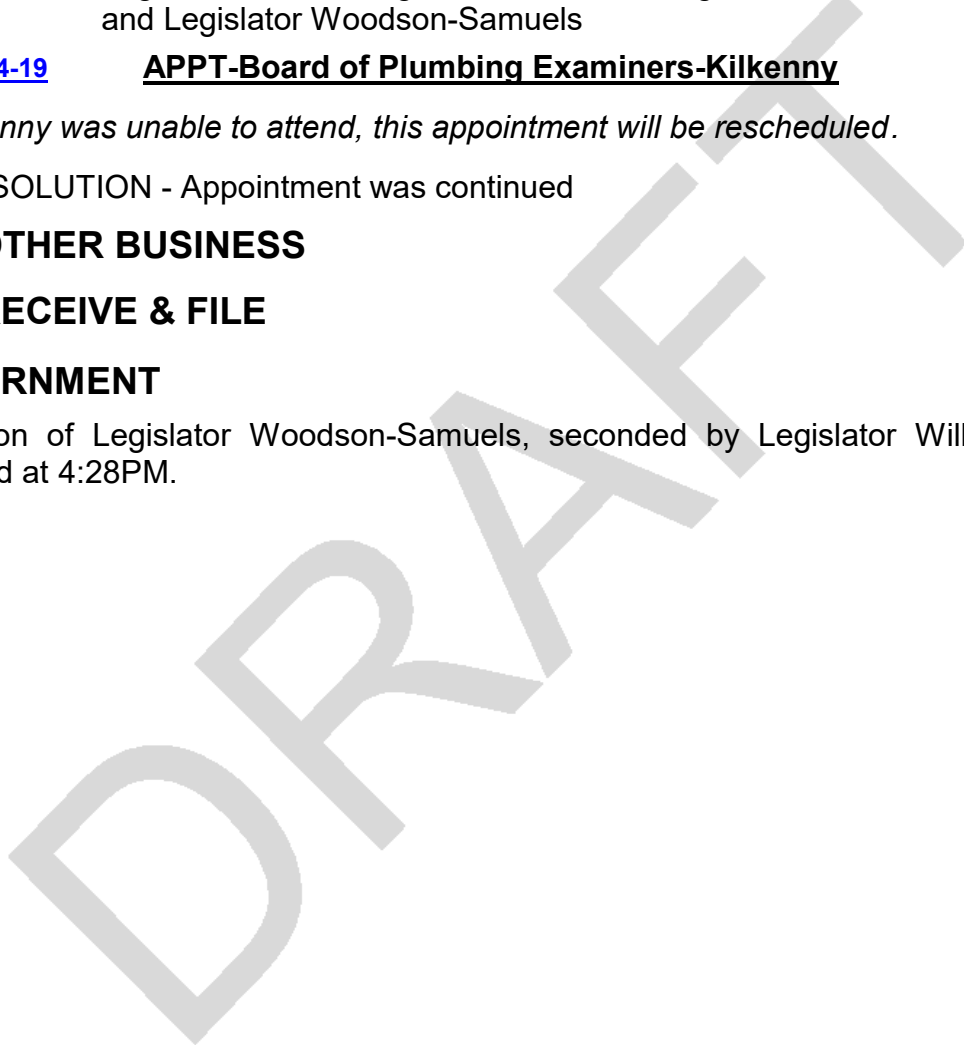 and Legislator Woodson-Samuels
4-19 APPT-Board of Plumbing Examiners-Kilkenny
nny was unable to attend, this appointment will be rescheduled.
SOLUTION - Appointment was continued
OTHER BUSINESS
RECEIVE & FILE
RNMENT
on of Legislator Woodson-Samuels, seconded by Legislator Will
d at 4:28PM.
DRAFT